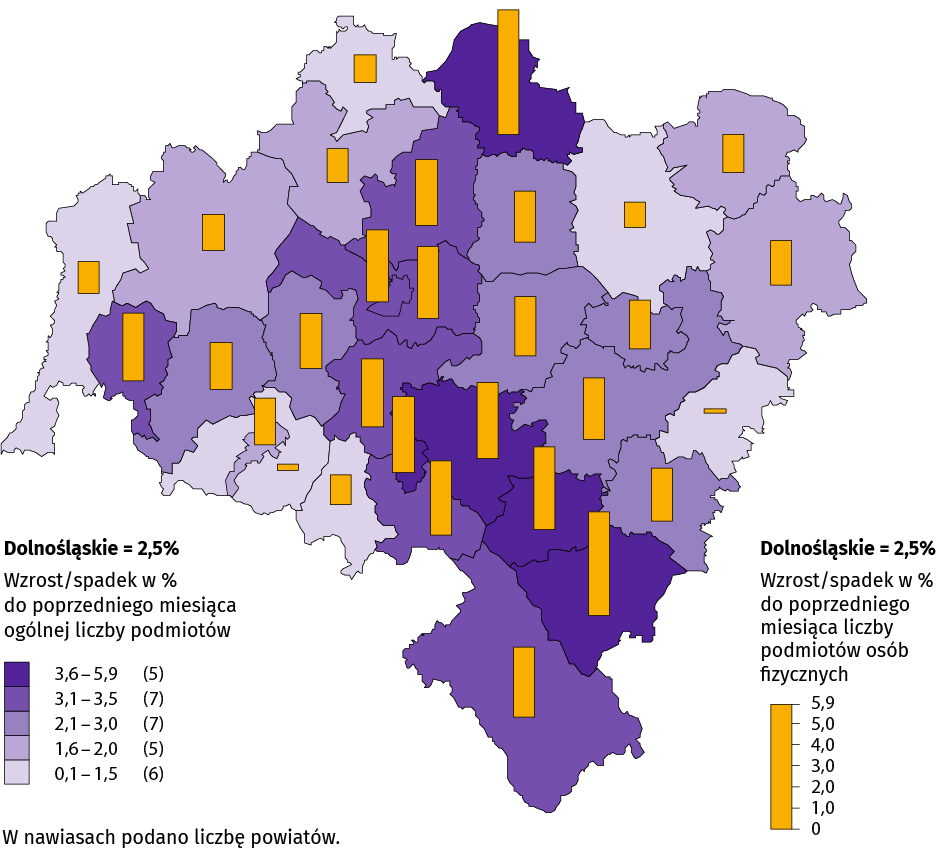 Dolnośląskie = 2,5%
Wzrost/spadek w %
do poprzedniego miesiąca
ogólnej liczby podmiotów
3,6 – 5,9 (5)
3,1 – 3,5 (7)
2,1 – 3,0 (7)
1,6 – 2,0 (5)
0,1 – 1,5 (6)
W nawiasach podano liczbę powiatów.
Dolnośląskie = 2,5%
Wzrost/spadek w %
do poprzedniego
miesiąca liczby
podmiotów osób
fizycznych
5,9
5,0
4,0
3,0
2,0
1,0
0